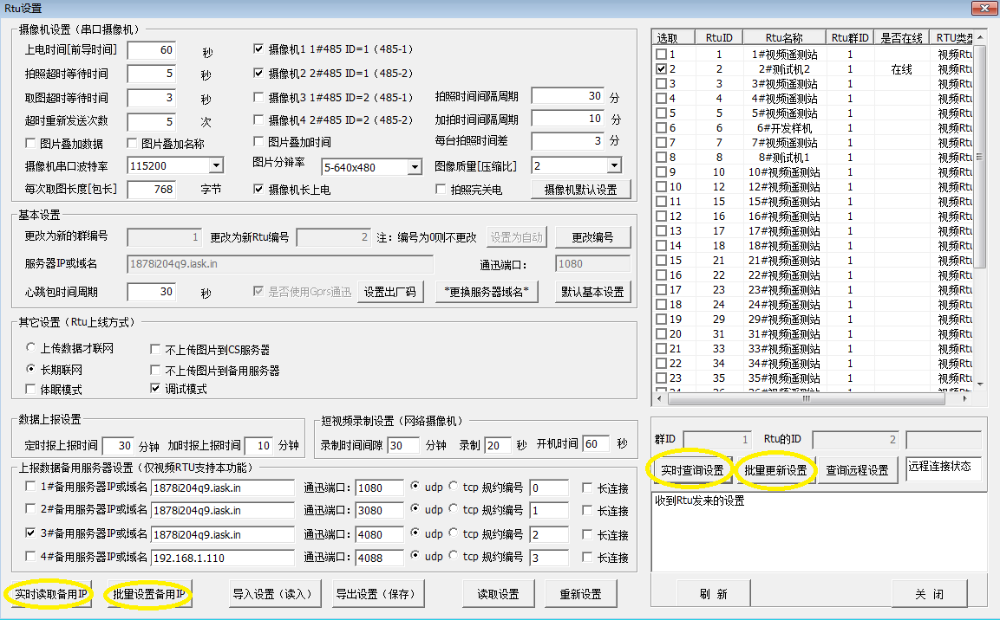 Rtu设置
摄像机设置（串口摄像机）
上电时间[前导时间] 60 秒
摄像机1 1#485 ID=1（485-1）
拍照超时等待时间 5 秒
摄像机2 2#485 ID=1（485-2）
取图超时等待时间 3 秒
摄像机3 1#485 ID=2（485-1）
拍照时间间隔周期 30 分
超时重新发送次数 5 次
摄像机4 2#485 ID=2（485-2）
加拍时间间隔周期 10 分
图片叠加数据 图片叠加名称 图片叠加时间
每台拍照时间差 3 分
摄像机串口波特率 115200
图片分辩率 5-640x480
图像质量[压缩比] 2
每次取图长度[包长] 768 字节
摄像机长上电 拍照完关电 摄像机默认设置
基本设置
更改为新的群编号 1 更改为新Rtu编号 2 注：编号为0则不更改 设置为自动 更改编号
服务器IP或域名 1878i204q9.iask.in 通迅端口: 1080
心跳包时间周期 30 秒 是否使用Gprs通迅 设置出厂码 *更换服务器域名* 默认基本设置
其它设置（Rtu上线方式）
上传数据才联网 不上传图片到CS服务器
长期联网 不上传图片到备用服务器
体眠模式 调试模式
数据上报设置
定时报上报时间 30 分钟 加时报上报时间 10 分钟
短视频录制设置（网络摄像机）
录制时间间隙 30 分钟 录制 20 秒 开机时间 60 秒
上报数据备用服务器设置（仅视频RTU支持本功能）
1#备用服务器IP或域名 1878i204q9.iask.in 通迅端口: 1080 udp tcp 规约编号 0 长连接
2#备用服务器IP或域名 1878i204q9.iask.in 通迅端口: 3080 udp tcp 规约编号 1 长连接
3#备用服务器IP或域名 1878i204q9.iask.in 通迅端口: 4080 udp tcp 规约编号 2 长连接
4#备用服务器IP或域名 192.168.1.110 通迅端口: 4088 udp tcp 规约编号 3 长连接
实时读取备用IP 批量设置备用IP 导入设置（读入） 导出设置（保存） 读取设置 重新设置
选取 RtuID Rtu名称 Rtu群ID 是否在线 RTU类型
1 1 1#视频遥测站 1 视频Rtu
2 2 2#测试机2 1 在线 视频Rtu
3 3 3#视频遥测站 1 视频Rtu
4 4 4#视频遥测站 1 视频Rtu
5 5 5#视频遥测站 1 视频Rtu
6 6 6#开发样机 1 视频Rtu
7 7 7#视频遥测站 1 视频Rtu
8 8 8#测试机1 1 视频Rtu
9 10 10#视频遥测站 1 视频Rtu
10 12 12#视频遥测站 1 视频Rtu
11 15 15#视频遥测站 1 视频Rtu
12 16 16#视频遥测站 1 视频Rtu
13 17 17#视频遥测站 1 视频Rtu
14 18 18#视频遥测站 1 视频Rtu
15 21 21#视频遥测站 1 视频Rtu
16 22 22#视频遥测站 1 视频Rtu
17 23 23#视频遥测站 1 视频Rtu
18 24 24#视频遥测站 1 视频Rtu
19 29 29#视频遥测站 1 视频Rtu
20 31 31#视频遥测站 1 视频Rtu
21 33 33#视频遥测站 1 视频Rtu
22 34 34#视频遥测站 1 视频Rtu
23 35 35#视频遥测站 1 视频Rtu
群ID 1 Rtu的ID 2
实时查询设置 批量更新设置 查询远程设置 远程连接状态
收到Rtu发来的设置
刷 新 关 闭